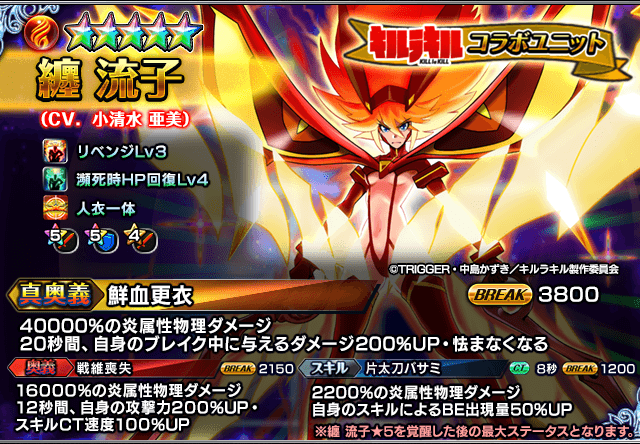 纏 流子
(CV. 小清水 亜美)
キルラキル
KILL la KILL
コラボユニット
リベンジLv3
瀕死時HP回復Lv4
人衣一体
5 5 4
©TRIGGER・中島かずき／キルラキル製作委員会
真奥義 鮮血更衣 BREAK 3800
40000%の炎属性物理ダメージ
20秒間、自身のブレイク中に与えるダメージ200%UP・怯まなくなる
奥義 戦維喪失 BREAK 2150
16000%の炎属性物理ダメージ
12秒間、自身の攻撃力200%UP・
スキルCT速度100%UP
スキル 片太刀バサミ CT 8秒 BREAK 1200
2200%の炎属性物理ダメージ
自身のスキルによるBE出現量50%UP
※纏 流子★5を覚醒した後の最大ステータスとなります。